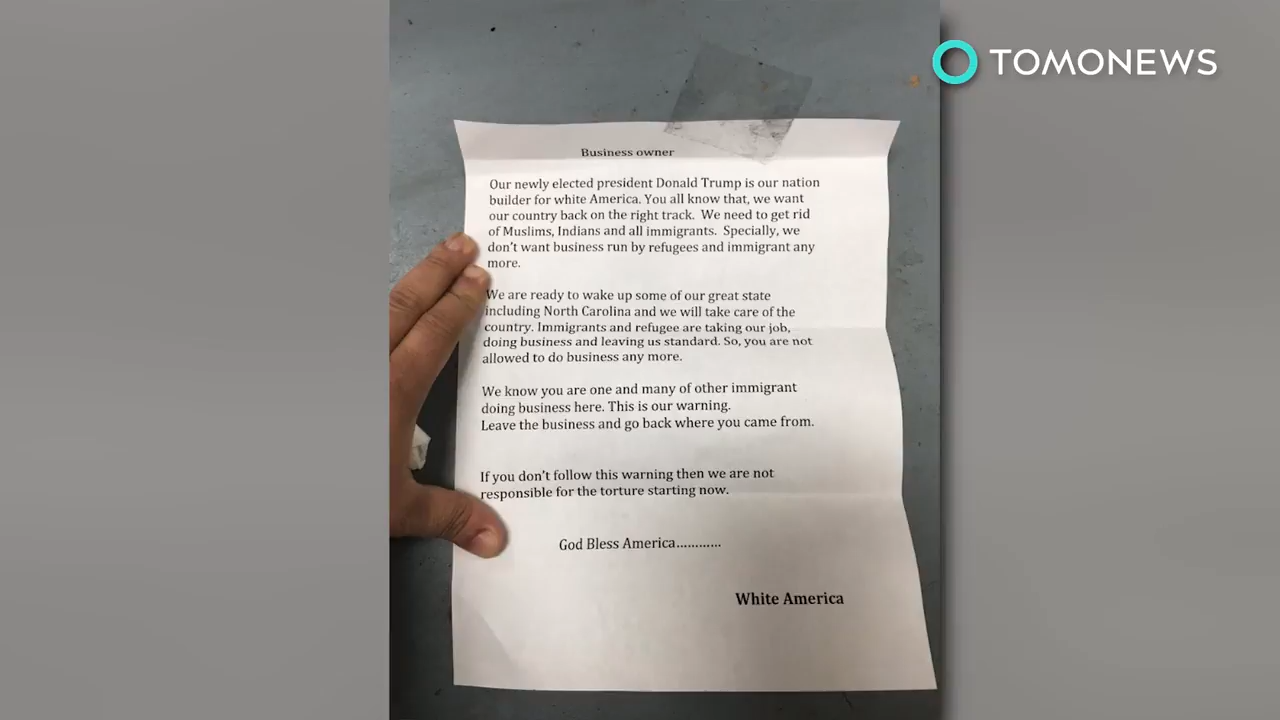 TOMONEWS
Business owner
Our newly elected president Donald Trump is our nation
builder for white America. You all know that, we want
our country back on the right track. We need to get rid
of Muslims, Indians and all immigrants. Specially, we
don't want business run by refugees and immigrant any
more.
We are ready to wake up some of our great state
including North Carolina and we will take care of the
country. Immigrants and refugee are taking our job,
doing business and leaving us standard. So, you are not
allowed to do business any more.
We know you are one and many of other immigrant
doing business here. This is our warning.
Leave the business and go back where you came from.
If you don't follow this warning then we are not
responsible for the torture starting now.
God Bless America............
White America